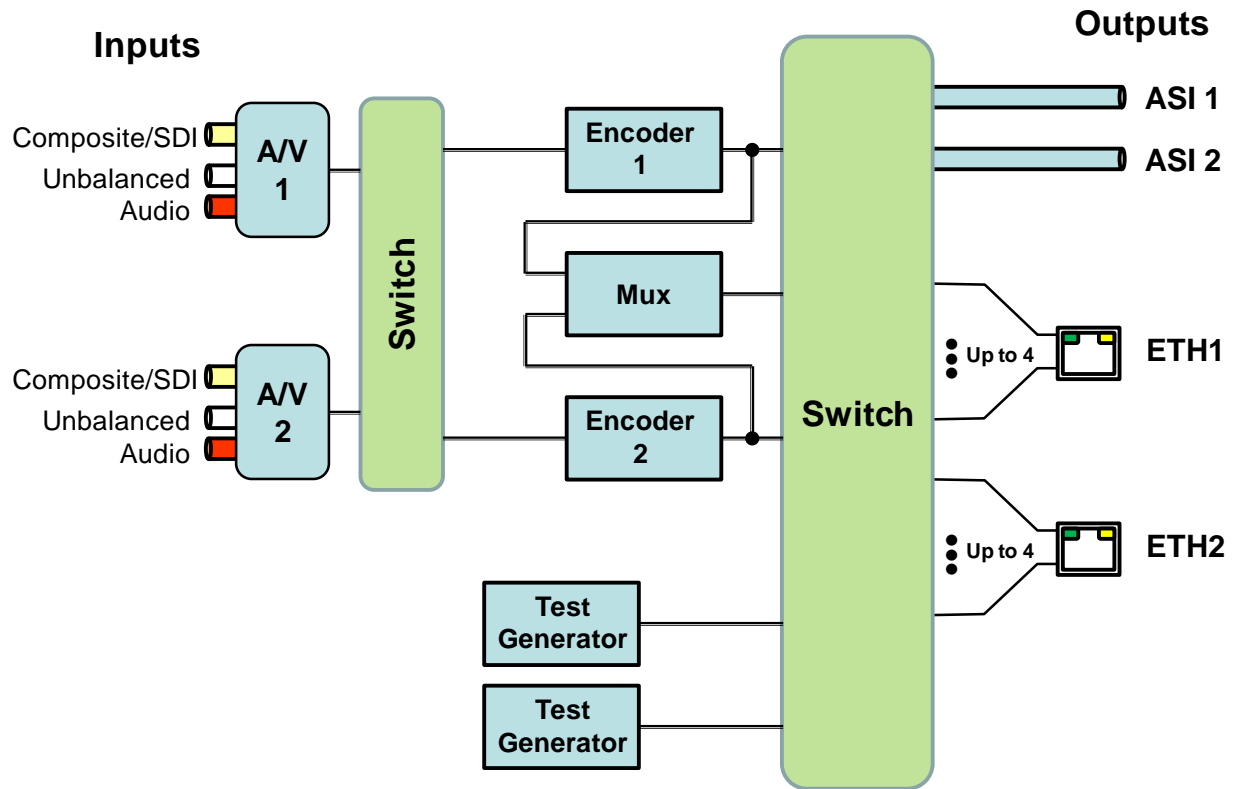 Inputs
Outputs
Composite/SDI
Unbalanced
Audio
A/V
1
Composite/SDI
Unbalanced
Audio
A/V
2
Switch
Encoder
1
Mux
Encoder
2
Test
Generator
Test
Generator
Switch
ASI 1
ASI 2
Up to 4
ETH1
Up to 4
ETH2